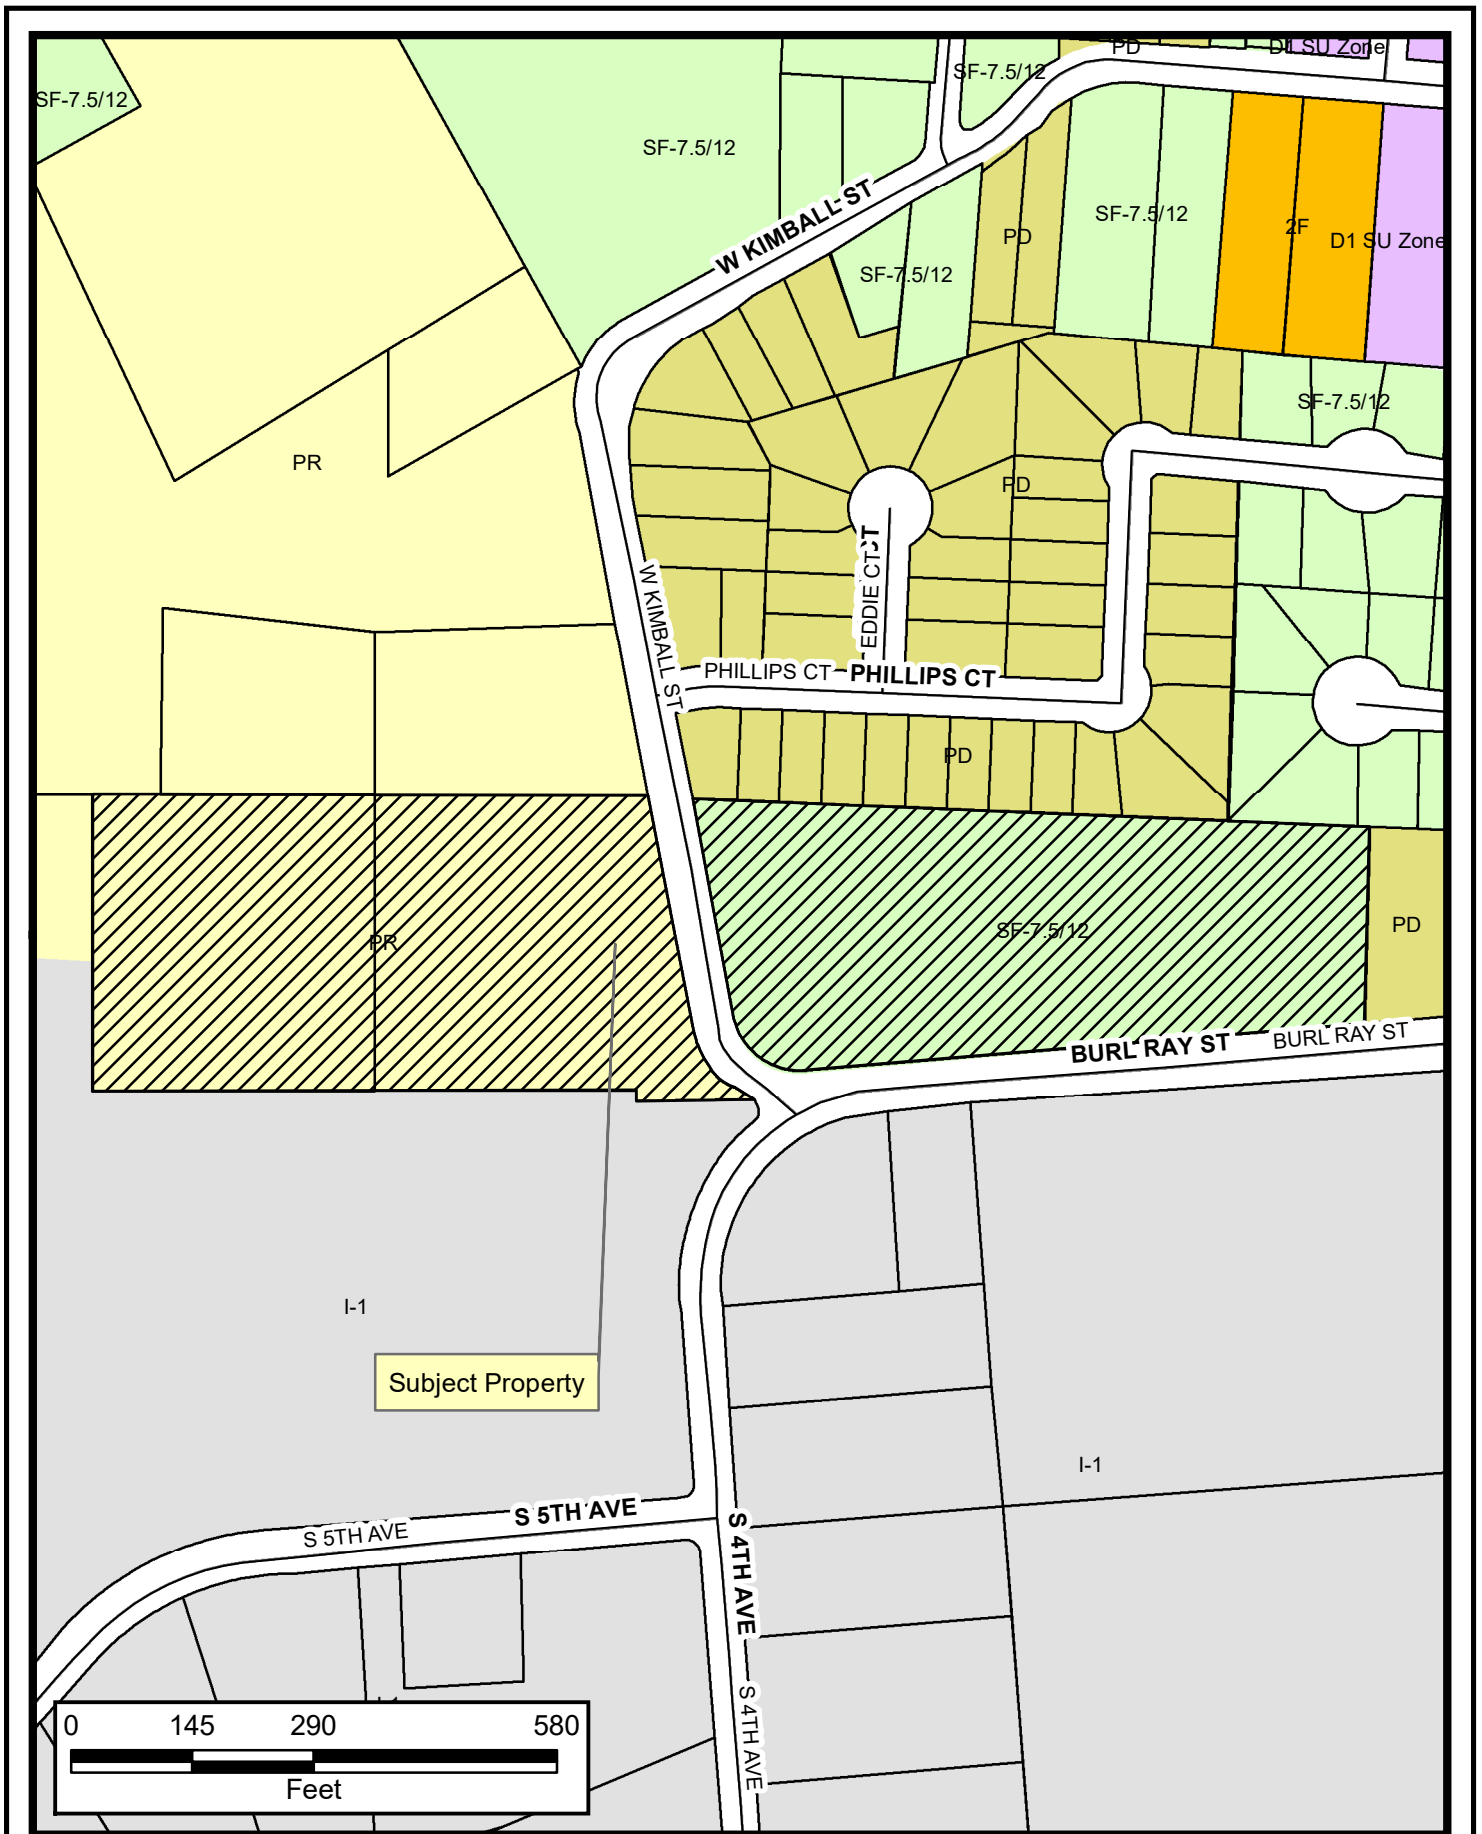 PD
D1 SU Zone
SF-7.5/12
SF-7.5/12
SF-7.5/12
W KIMBALL ST
SF-7.5/12
2F
PD
D1 SU Zone
SF-7.5/12
SF-7.5/12
PR
PD
EDDIE CT
W KIMBALL ST
PHILLIPS CT
PHILLIPS CT
PD
PR
SF-7.5/12
PD
BURL RAY ST
BURL RAY ST
I-1
Subject Property
I-1
S 5TH AVE
S 5TH AVE
S 4TH AVE
S 4TH AVE
0 145 290 580
Feet